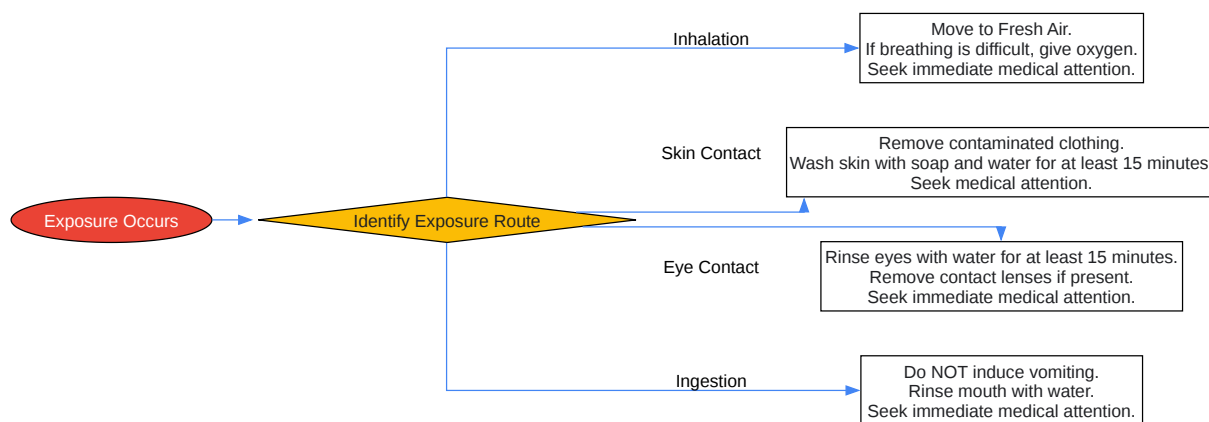 Inhalation
Move to Fresh Air.
If breathing is difficult, give oxygen.
Seek immediate medical attention.
Skin Contact
Remove contaminated clothing.
Wash skin with soap and water for at least 15 minutes
Seek medical attention.
Exposure Occurs
Identify Exposure Route
Eye Contact
Rinse eyes with water for at least 15 minutes.
Remove contact lenses if present.
Seek immediate medical attention.
Ingestion
Do NOT induce vomiting.
Rinse mouth with water.
Seek immediate medical attention.